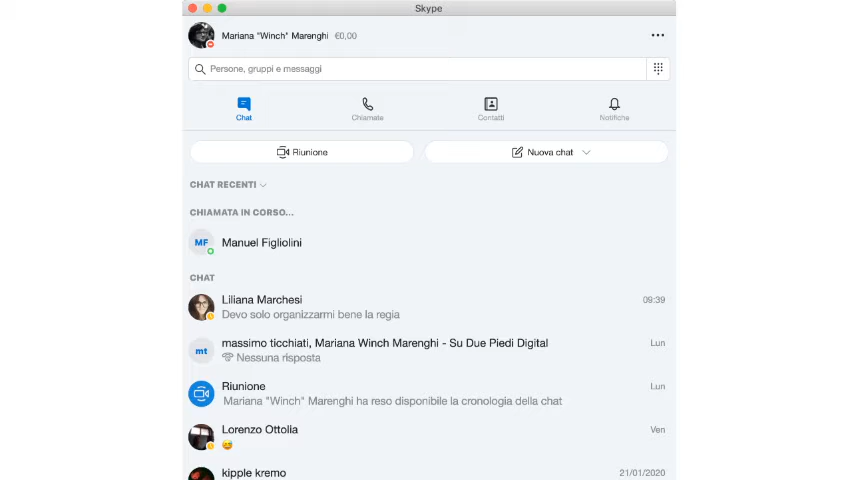 Skype
Mariana "Winch" Marenghi €0,00
Persone, gruppi e messaggi
Chat Chiamate Contatti Notifiche
Riunione Nuova chat
CHAT RECENTI
CHIAMATA IN CORSO...
MF Manuel Figliolini
CHAT
Liliana Marchesi 09:39
Devo solo organizzarmi bene la regia
mt massimo ticchiati, Mariana Winch Marenghi - Su Due Piedi Digital Lun
Nessuna risposta
Riunione Lun
Mariana "Winch" Marenghi ha reso disponibile la cronologia della chat
Lorenzo Ottolia Ven
😅
kipple kremo 21/01/2020